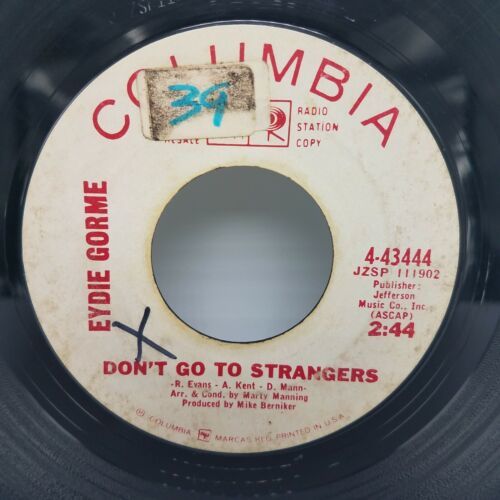 COLUMBIA
39
RADIO
STATION
COPY
RESALE
EYDIE GORME
4-43444
JZSP 111902
Publisher:
Jefferson
Music Co., Inc.
(ASCAP)
2:44
X
DON'T GO TO STRANGERS
-R. Evans - A. Kent - D. Mann-
Arr. & Cond. by Marty Manning
Produced by Mike Berniker
℗ COLUMBIA MARCAS REG. PRINTED IN U.S.A.